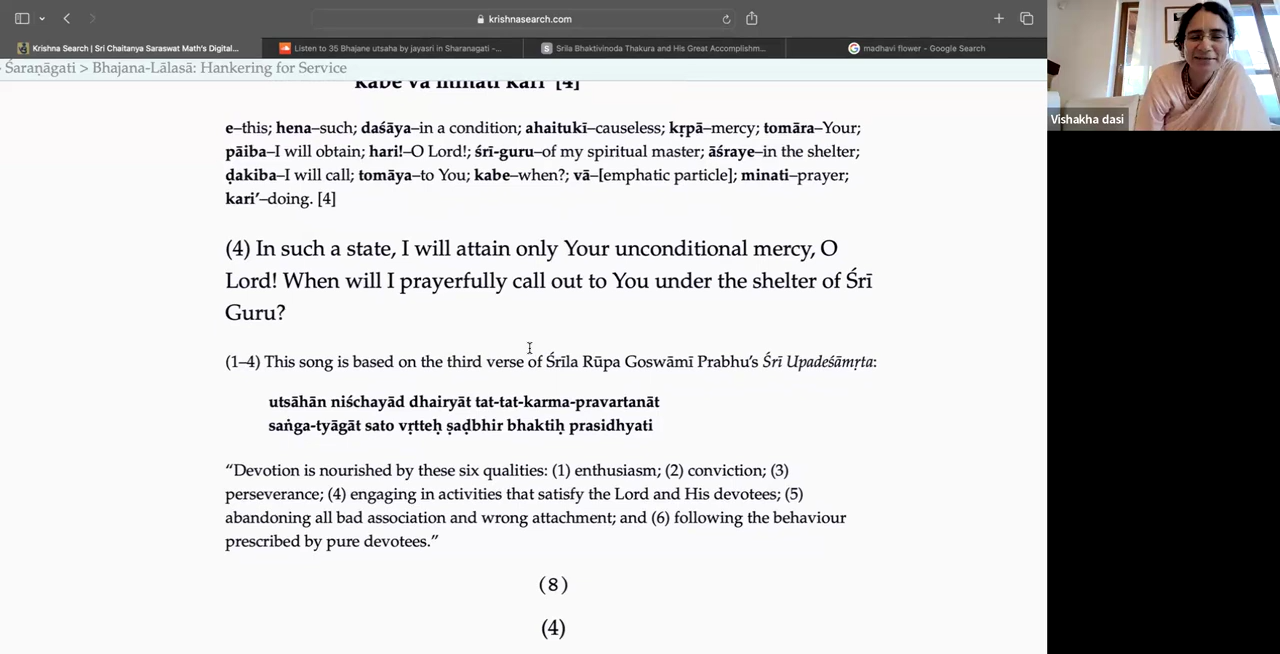 krishnasearch.com
Krishna Search | Sri Chaitanya Saraswat Math's Digital...
Listen to 35 Bhajane utsaha by jayasri in Sharanagati -...
S Srila Bhaktivinoda Thakura and His Great Accomplishm...
madhavi flower - Google Search
Śaraṇāgati > Bhajana-Lālasā: Hankering for Service
Vishakha dasi
kabe vā minati kari' [4]
e–this; hena–such; daśāya–in a condition; ahaitukī–causeless; kṛpā–mercy; tomāra–Your;
pāiba–I will obtain; hari!–O Lord!; śrī-guru–of my spiritual master; āśraye–in the shelter;
ḍakiba–I will call; tomāya–to You; kabe–when?; vā–[emphatic particle]; minati–prayer;
kari'–doing. [4]
(4) In such a state, I will attain only Your unconditional mercy, O
Lord! When will I prayerfully call out to You under the shelter of Śrī
Guru?
(1–4) This song is based on the third verse of Śrīla Rūpa Goswāmī Prabhu's Śrī Upadeśāmṛta:
utsāhān niśchayād dhairyāt tat-tat-karma-pravartanāt
saṅga-tyāgāt sato vṛtteḥ ṣaḍbhir bhaktiḥ prasidhyati
“Devotion is nourished by these six qualities: (1) enthusiasm; (2) conviction; (3)
perseverance; (4) engaging in activities that satisfy the Lord and His devotees; (5)
abandoning all bad association and wrong attachment; and (6) following the behaviour
prescribed by pure devotees.”
(8)
(4)